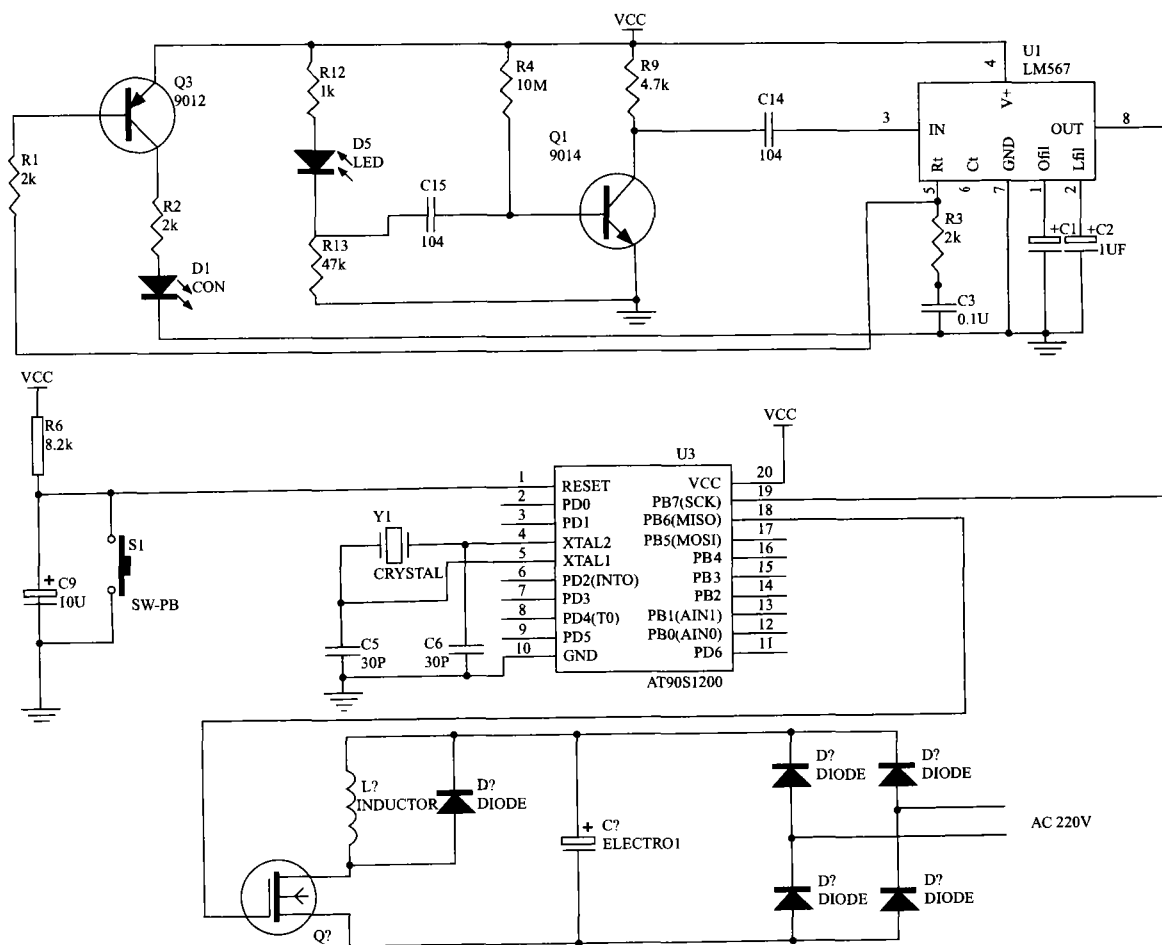 VCC
Q3
9012
R12
1k
R4
10M
R9
4.7k
C14
104
U1
LM567
4
V+
3
IN
OUT
8
Rt
Ct
GND
Ofil
Lfil
5
6
7
1
2
R1
2k
R2
2k
D1
CON
D5
LED
C15
104
R13
47k
Q1
9014
R3
2k
C3
0.1U
+C1
+C2
1UF
VCC
R6
8.2k
+
C9
10U
S1
SW-PB
Y1
CRYSTAL
C5
30P
C6
30P
VCC
U3
1
RESET
2
PD0
3
PD1
4
XTAL2
5
XTAL1
6
PD2(INTO)
7
PD3
8
PD4(T0)
9
PD5
10
GND
VCC
20
PB7(SCK)
19
PB6(MISO)
18
PB5(MOSI)
17
PB4
16
PB3
15
PB2
14
PB1(AIN1)
13
PB0(AIN0)
12
PD6
11
AT90S1200
L?
INDUCTOR
D?
DIODE
+
C?
ELECTRO1
D?
DIODE
D?
DIODE
AC 220V
D?
DIODE
D?
DIODE
Q?